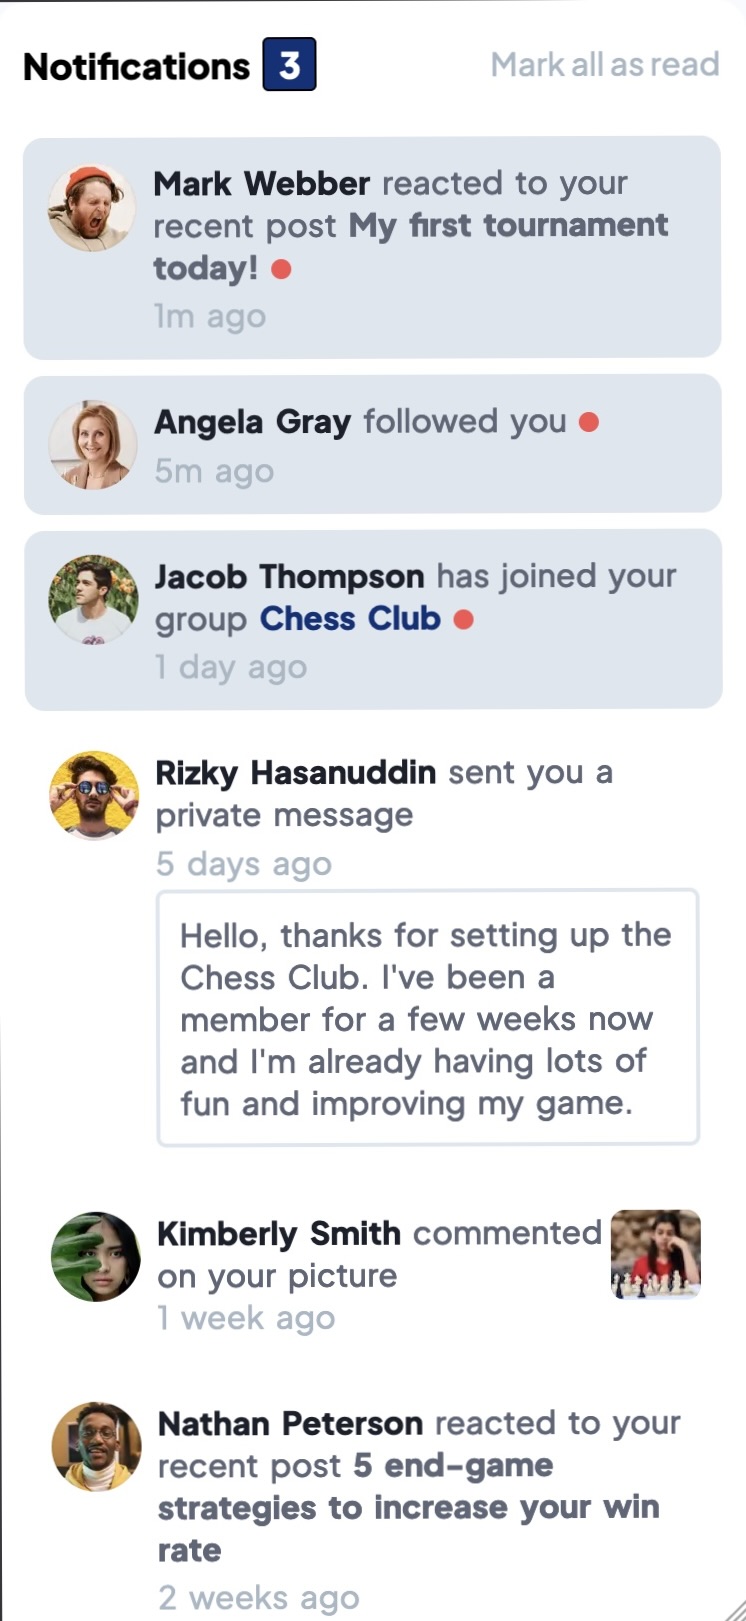 Notifications 3 Mark all as read
Mark Webber reacted to your
recent post My first tournament
today!
1m ago
Angela Gray followed you
5m ago
Jacob Thompson has joined your
group Chess Club
1 day ago
Rizky Hasanuddin sent you a
private message
5 days ago
Hello, thanks for setting up the
Chess Club. I've been a
member for a few weeks now
and I'm already having lots of
fun and improving my game.
Kimberly Smith commented
on your picture
1 week ago
Nathan Peterson reacted to your
recent post 5 end-game
strategies to increase your win
rate
2 weeks ago